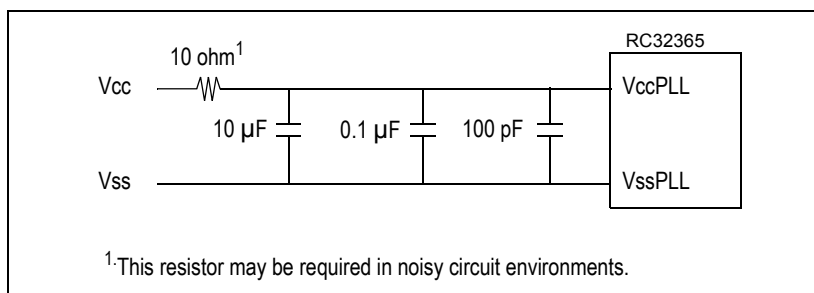 RC32365
10 ohm¹
Vcc
VccPLL
10 µF
0.1 µF
100 pF
Vss
VssPLL
¹·This resistor may be required in noisy circuit environments.